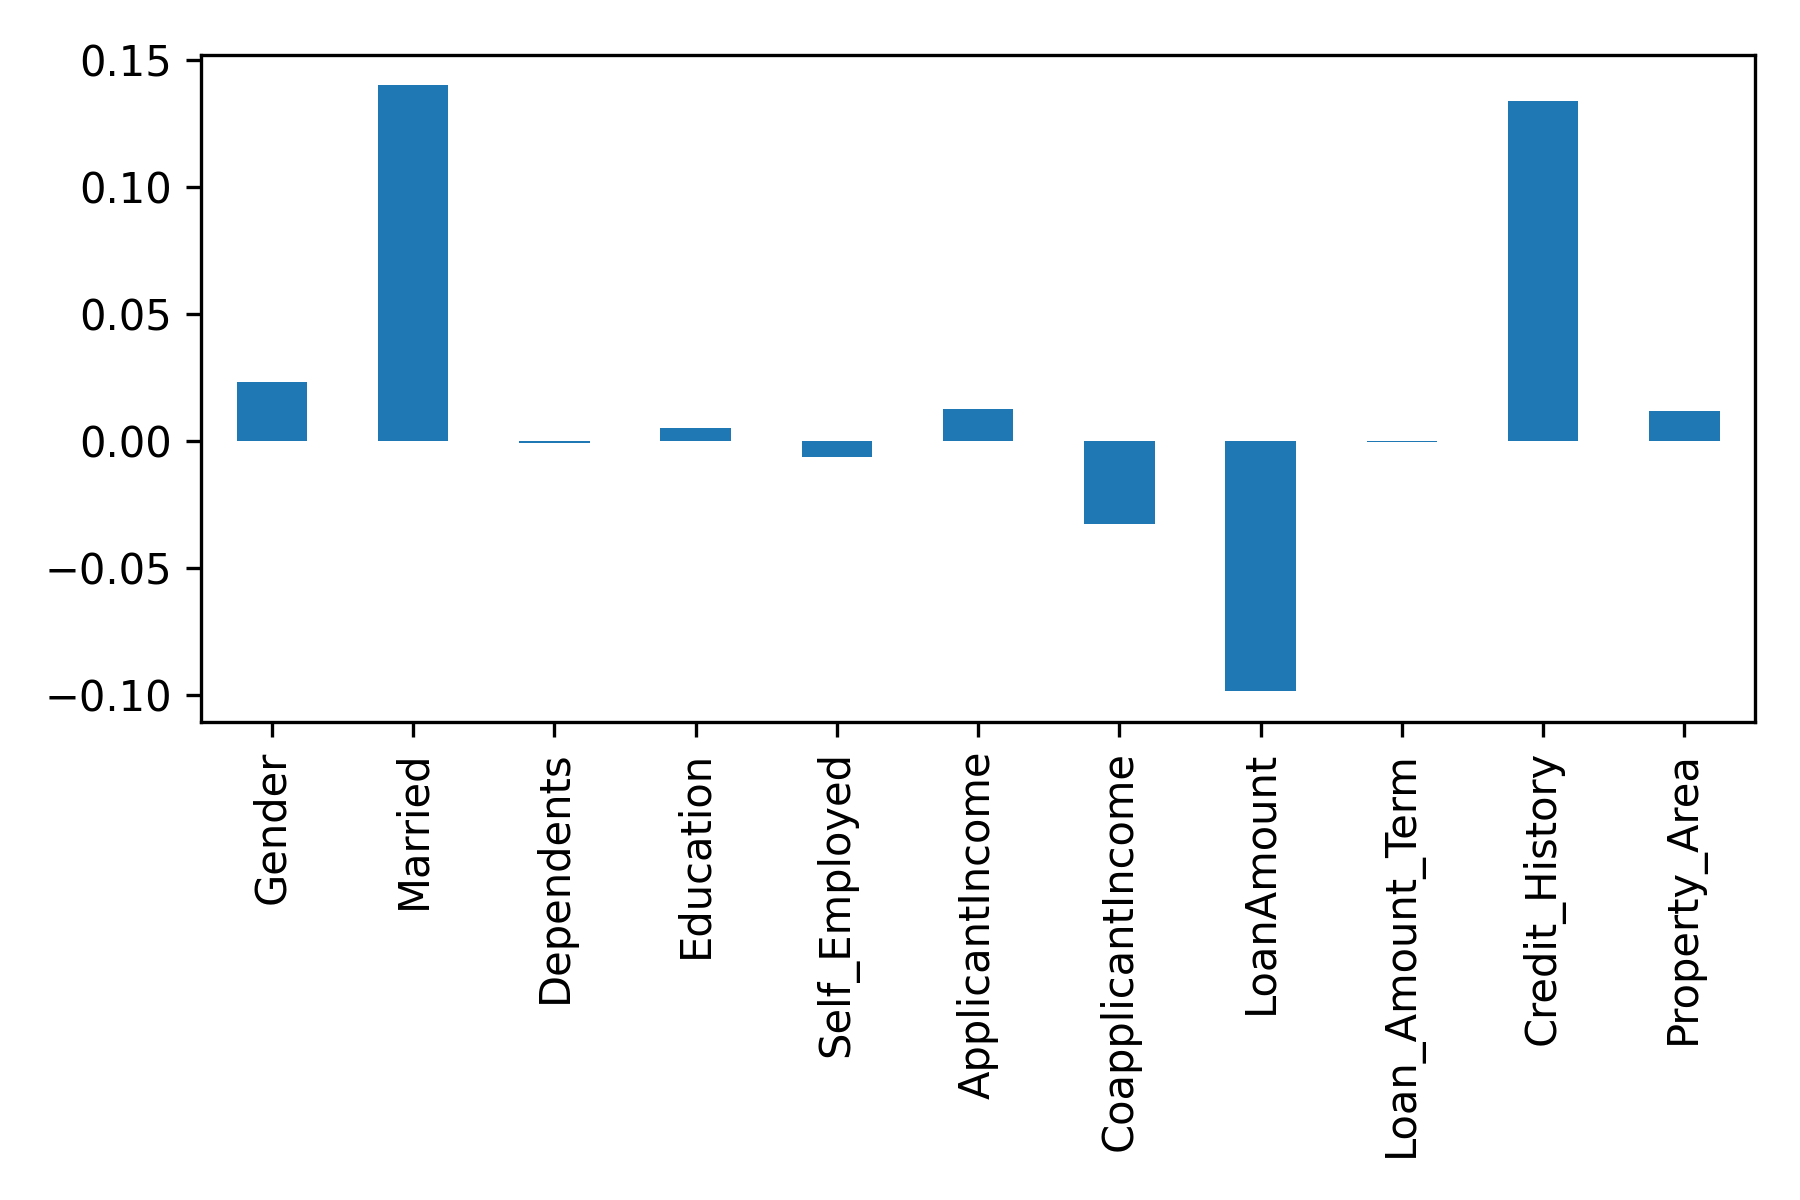 0.15
0.10
0.05
0.00
−0.05
−0.10
Gender
Married
Dependents
Education
Self_Employed
ApplicantIncome
CoapplicantIncome
LoanAmount
Loan_Amount_Term
Credit_History
Property_Area